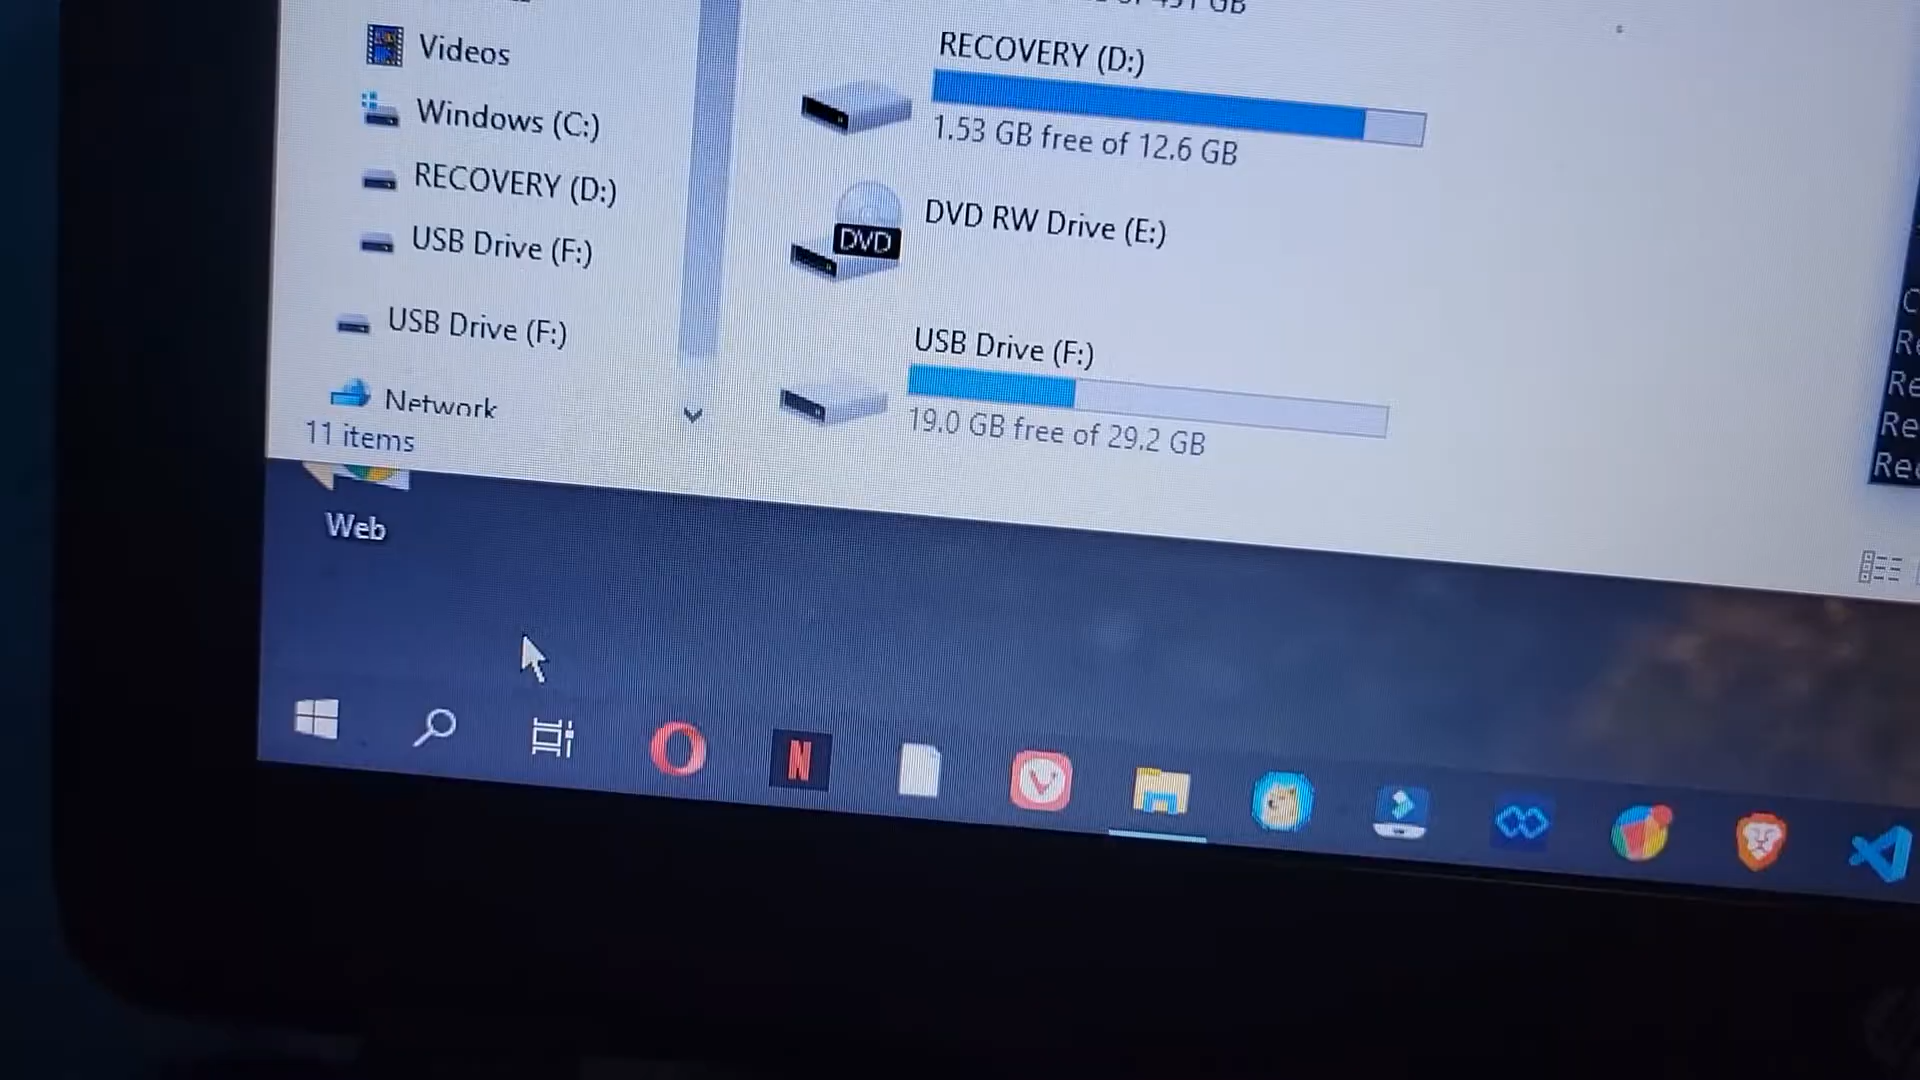 Videos
Windows (C:)
RECOVERY (D:)
USB Drive (F:)
USB Drive (F:)
Network
11 items
GB
RECOVERY (D:)
1.53 GB free of 12.6 GB
DVD
DVD RW Drive (E:)
USB Drive (F:)
19.0 GB free of 29.2 GB
Web
N